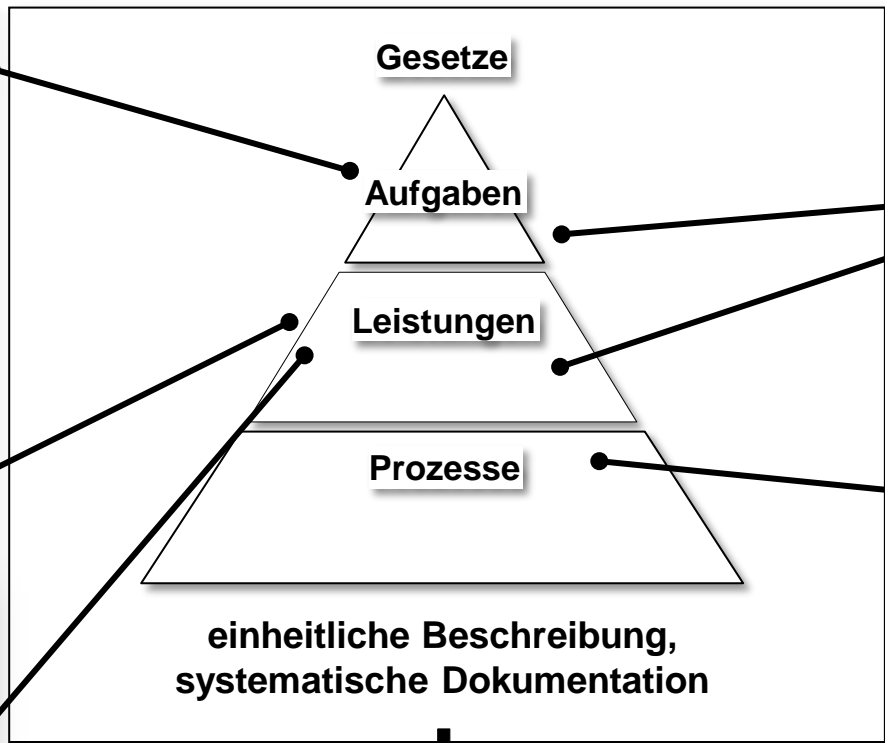 Gesetze
Aufgaben
Leistungen
Prozesse
einheitliche Beschreibung,
systematische Dokumentation